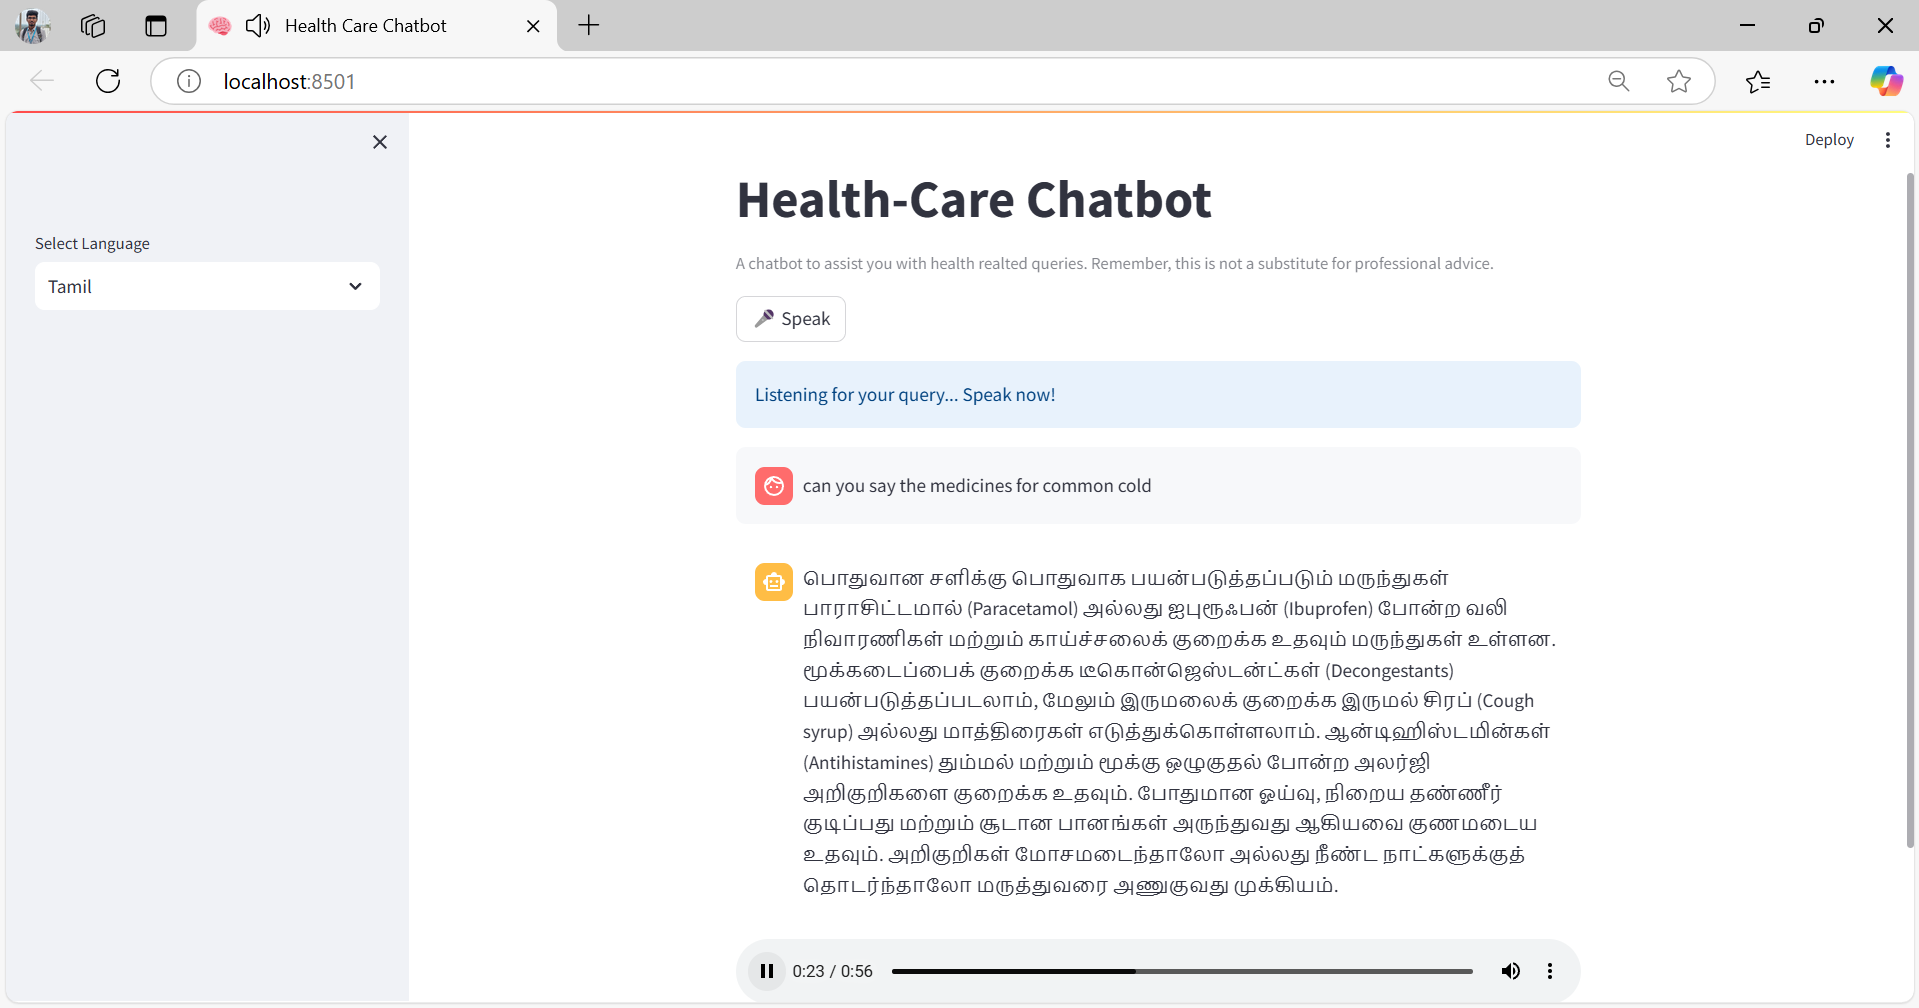 Health Care Chatbot
localhost:8501
Deploy
Select Language
Tamil
Health-Care Chatbot
A chatbot to assist you with health realted queries. Remember, this is not a substitute for professional advice.
Speak
Listening for your query... Speak now!
can you say the medicines for common cold
பொதுவான சளிக்கு பொதுவாக பயன்படுத்தப்படும் மருந்துகள்
பாராசிட்டமால் (Paracetamol) அல்லது ஐபுரூஃபன் (Ibuprofen) போன்ற வலி
நிவாரணிகள் மற்றும் காய்ச்சலைக் குறைக்க உதவும் மருந்துகள் உள்ளன.
மூக்கடைப்பைக் குறைக்க டீகொன்ஜெஸ்டன்ட்கள் (Decongestants)
பயன்படுத்தப்படலாம், மேலும் இருமலைக் குறைக்க இருமல் சிரப் (Cough
syrup) அல்லது மாத்திரைகள் எடுத்துக்கொள்ளலாம். ஆன்டிஹிஸ்டமின்கள்
(Antihistamines) தும்மல் மற்றும் மூக்கு ஒழுகுதல் போன்ற அலர்ஜி
அறிகுறிகளை குறைக்க உதவும். போதுமான ஓய்வு, நிறைய தண்ணீர்
குடிப்பது மற்றும் சூடான பானங்கள் அருந்துவது ஆகியவை குணமடைய
உதவும். அறிகுறிகள் மோசமடைந்தாலோ அல்லது நீண்ட நாட்களுக்குத்
தொடர்ந்தாலோ மருத்துவரை அணுகுவது முக்கியம்.
0:23 / 0:56